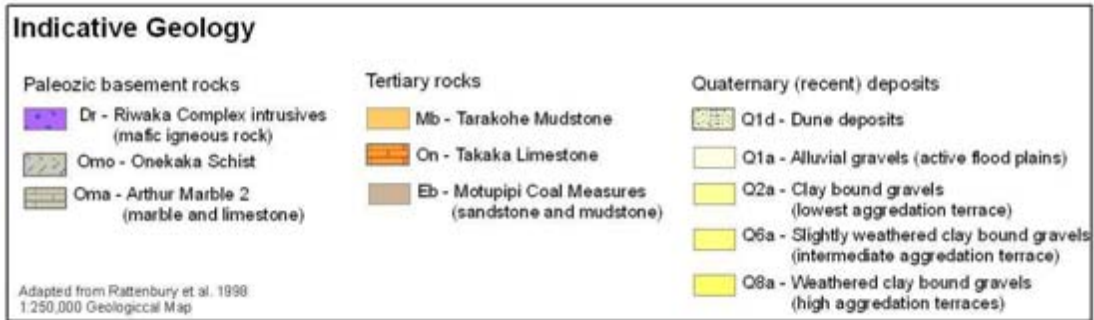 Indicative Geology
Paleozic basement rocks
Dr - Riwaka Complex intrusives
(mafic igneous rock)
Omo - Onekaka Schist
Oma - Arthur Marble 2
(marble and limestone)
Adapted from Rattenbury et al. 1998
1:250,000 Geologiccal Map
Tertiary rocks
Mb - Tarakohe Mudstone
On - Takaka Limestone
Eb - Motupipi Coal Measures
(sandstone and mudstone)
Quaternary (recent) deposits
Q1d - Dune deposits
Q1a - Alluvial gravels (active flood plains)
Q2a - Clay bound gravels
(lowest aggredation terrace)
Q6a - Slightly weathered clay bound gravels
(intermediate aggredation terrace)
Q8a - Weathered clay bound gravels
(high aggredation terraces)